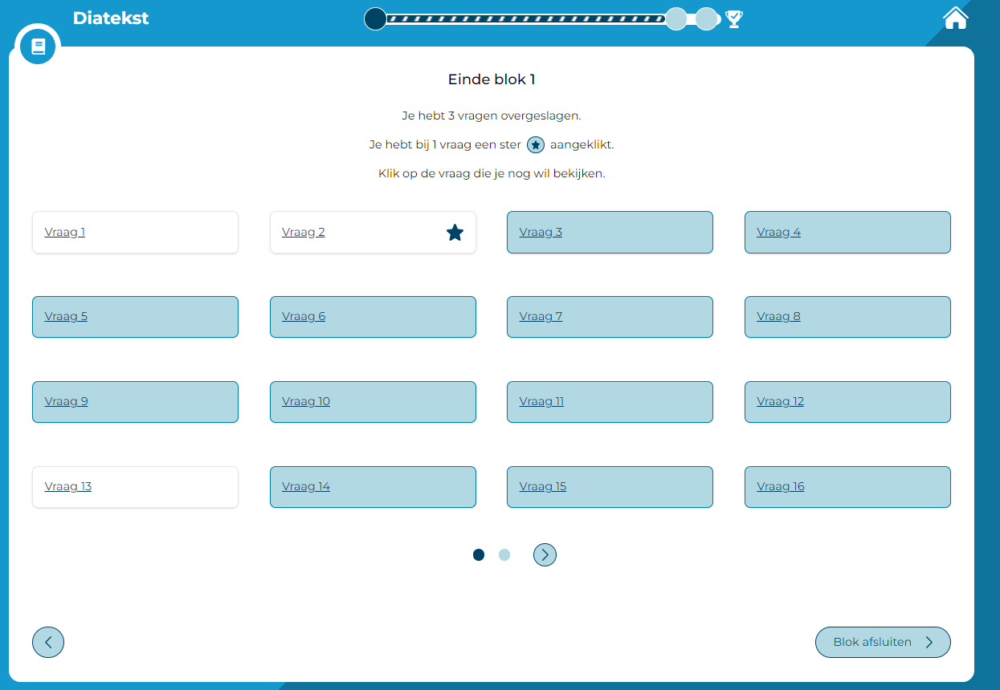 Diatekst
Einde blok 1
Je hebt 3 vragen overgeslagen.
Je hebt bij 1 vraag een ster aangeklikt.
Klik op de vraag die je nog wil bekijken.
Vraag 1
Vraag 2
Vraag 3
Vraag 4
Vraag 5
Vraag 6
Vraag 7
Vraag 8
Vraag 9
Vraag 10
Vraag 11
Vraag 12
Vraag 13
Vraag 14
Vraag 15
Vraag 16
Blok afsluiten